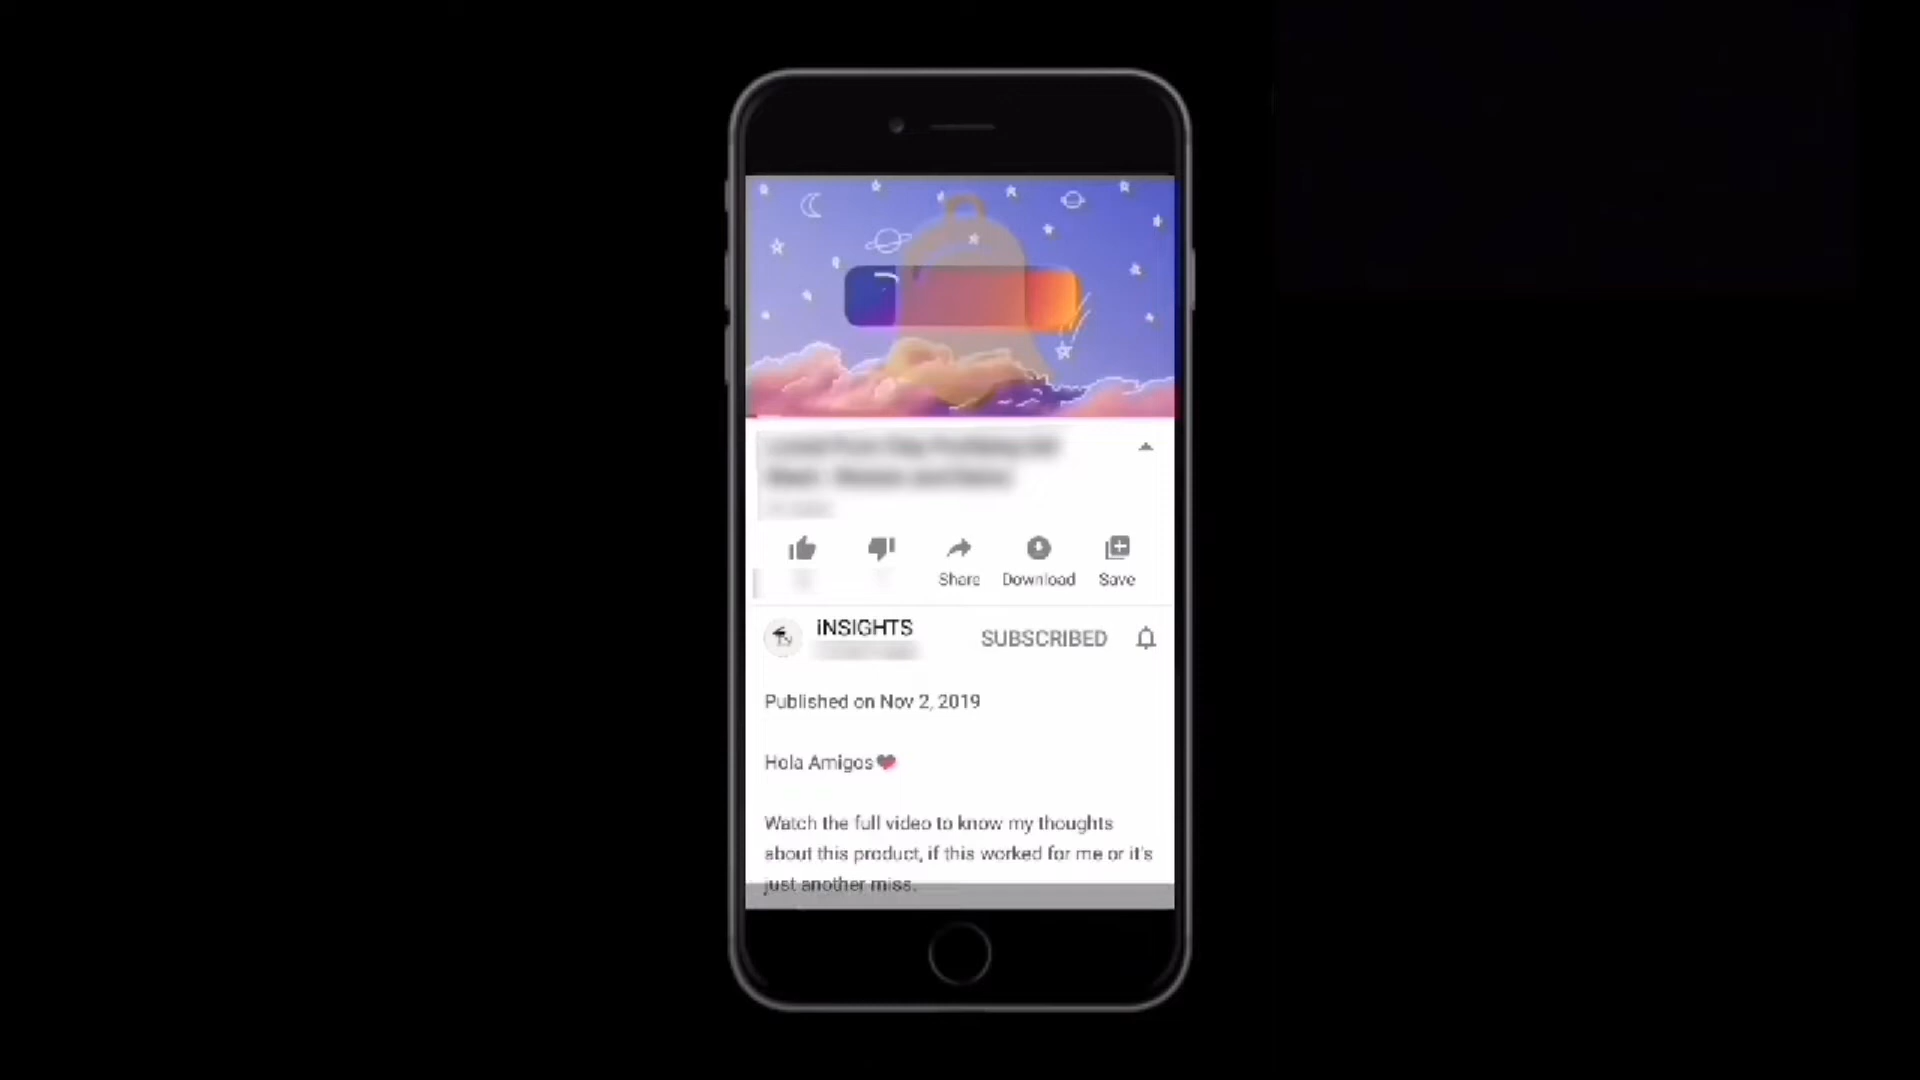 Share Download Save
iNSIGHTS
SUBSCRIBED
Published on Nov 2, 2019
Hola Amigos
Watch the full video to know my thoughts
about this product, if this worked for me or it's
just another miss.